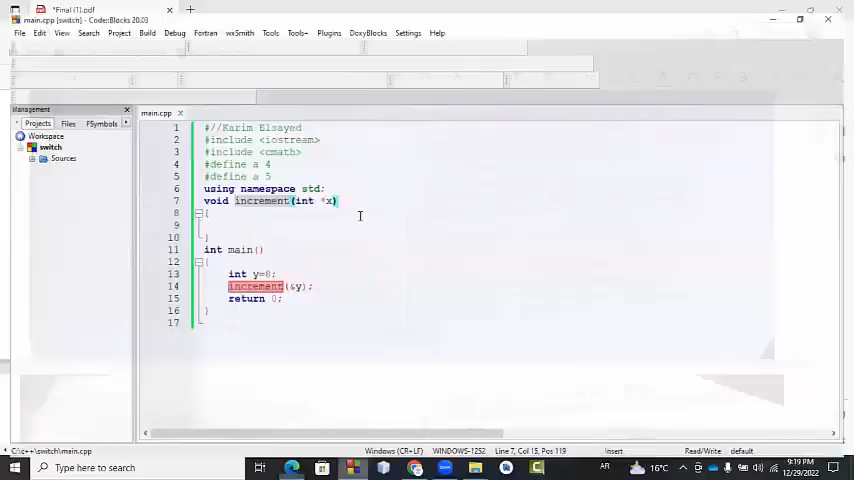 *Final (1).pdf
main.cpp [switch] - Code::Blocks 20.03
File Edit View Search Project Build Debug Fortran wxSmith Tools Tools+ Plugins DoxyBlocks Settings Help
Management
Projects Files FSymbols
Workspace
switch
Sources
main.cpp
1 #//Karim Elsayed
2 #include <iostream>
3 #include <cmath>
4 #define a 4
5 #define a 5
6 using namespace std;
7 void increment(int *x)
8 {
9
10 }
11 int main()
12 {
13 int y=8;
14 increment(&y);
15 return 0;
16 }
17
C:\c++\switch\main.cpp Windows (CR+LF) WINDOWS-1252 Line 7, Col 15, Pos 119 Insert Read/Write default
Type here to search
AR 16°C 9:19 PM
12/29/2022